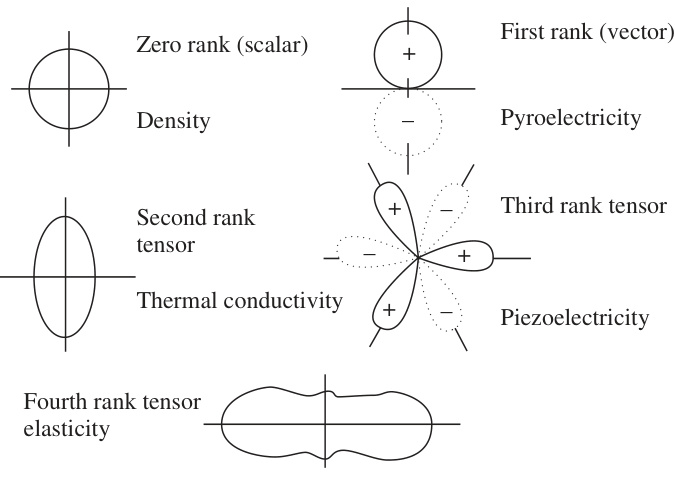 Zero rank (scalar)
Density
First rank (vector)
+
−
Pyroelectricity
Second rank
tensor
Thermal conductivity
Third rank tensor
+
−
−
+
+
−
Piezoelectricity
Fourth rank tensor
elasticity